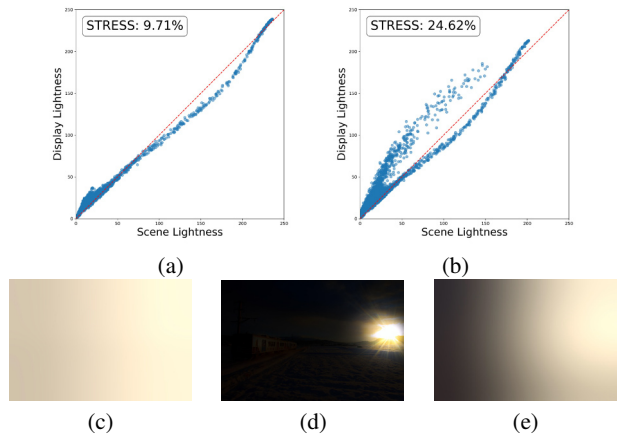 STRESS: 9.71%
250
200
150
100
50
0
0 50 100 150 200 250
Display Lightness
Scene Lightness
(a)
STRESS: 24.62%
250
200
150
100
50
0
0 50 100 150 200 250
Display Lightness
Scene Lightness
(b)
(c)
(d)
(e)